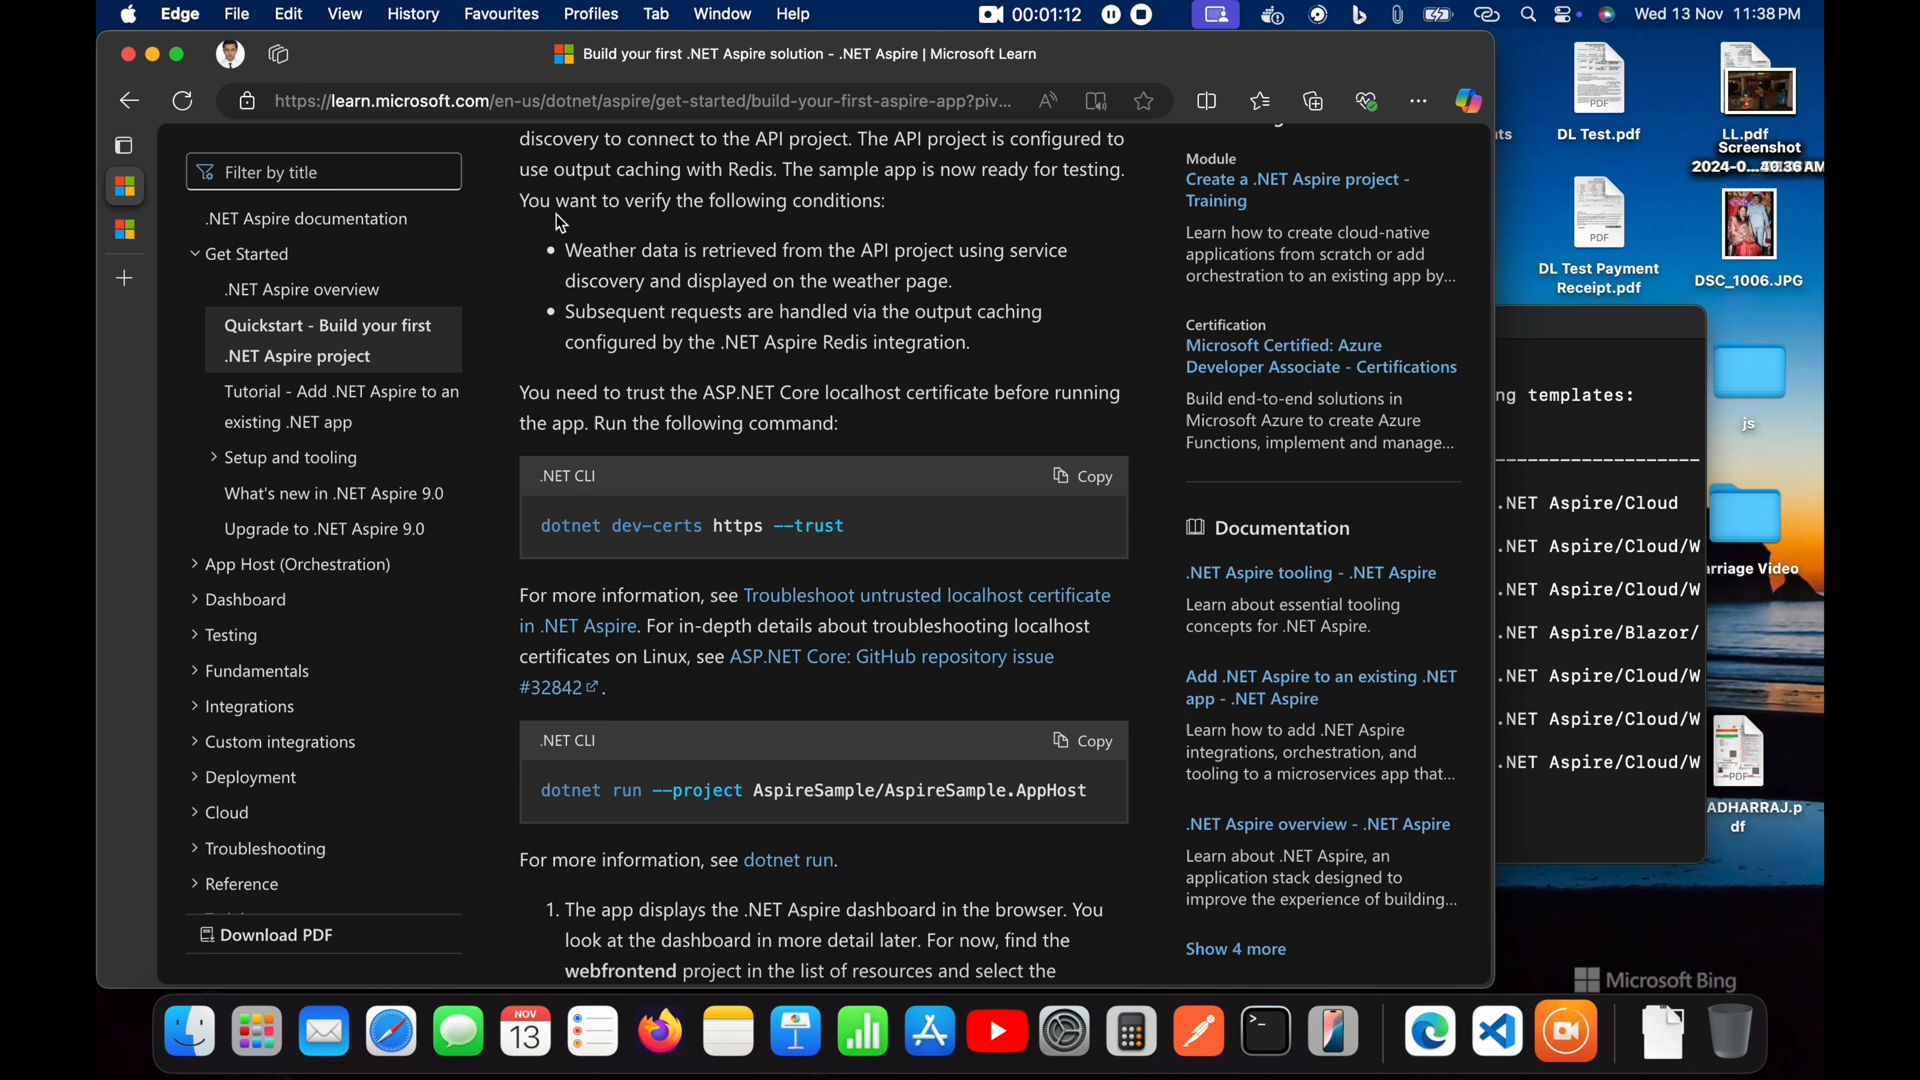 Edge File Edit View History Favourites Profiles Tab Window Help 00:01:12 Wed 13 Nov 11:38 PM
Build your first .NET Aspire solution - .NET Aspire | Microsoft Learn
https://learn.microsoft.com/en-us/dotnet/aspire/get-started/build-your-first-aspire-app?piv...
Filter by title
.NET Aspire documentation
Get Started
.NET Aspire overview
Quickstart - Build your first
.NET Aspire project
Tutorial - Add .NET Aspire to an
existing .NET app
Setup and tooling
What's new in .NET Aspire 9.0
Upgrade to .NET Aspire 9.0
App Host (Orchestration)
Dashboard
Testing
Fundamentals
Integrations
Custom integrations
Deployment
Cloud
Troubleshooting
Reference
Download PDF
discovery to connect to the API project. The API project is configured to
use output caching with Redis. The sample app is now ready for testing.
You want to verify the following conditions:
• Weather data is retrieved from the API project using service
discovery and displayed on the weather page.
• Subsequent requests are handled via the output caching
configured by the .NET Aspire Redis integration.
You need to trust the ASP.NET Core localhost certificate before running
the app. Run the following command:
.NET CLI Copy
dotnet dev-certs https --trust
For more information, see Troubleshoot untrusted localhost certificate
in .NET Aspire. For in-depth details about troubleshooting localhost
certificates on Linux, see ASP.NET Core: GitHub repository issue
#32842.
.NET CLI Copy
dotnet run --project AspireSample/AspireSample.AppHost
For more information, see dotnet run.
1. The app displays the .NET Aspire dashboard in the browser. You
look at the dashboard in more detail later. For now, find the
webfrontend project in the list of resources and select the
Module
Create a .NET Aspire project -
Training
Learn how to create cloud-native
applications from scratch or add
orchestration to an existing app by...
Certification
Microsoft Certified: Azure
Developer Associate - Certifications
Build end-to-end solutions in
Microsoft Azure to create Azure
Functions, implement and manage...
Documentation
.NET Aspire tooling - .NET Aspire
Learn about essential tooling
concepts for .NET Aspire.
Add .NET Aspire to an existing .NET
app - .NET Aspire
Learn how to add .NET Aspire
integrations, orchestration, and
tooling to a microservices app that...
.NET Aspire overview - .NET Aspire
Learn about .NET Aspire, an
application stack designed to
improve the experience of building...
Show 4 more
ng templates:
--------------------
.NET Aspire/Cloud
.NET Aspire/Cloud/W
.NET Aspire/Cloud/W
.NET Aspire/Blazor/
.NET Aspire/Cloud/W
.NET Aspire/Cloud/W
.NET Aspire/Cloud/W
ts
PDF
DL Test.pdf
LL.pdf
Screenshot
2024-0...
PDF
DL Test Payment
Receipt.pdf
DSC_1006.JPG
js
rriage Video
PDF
ADHARRAJ.p
df
Microsoft Bing
NOV
13